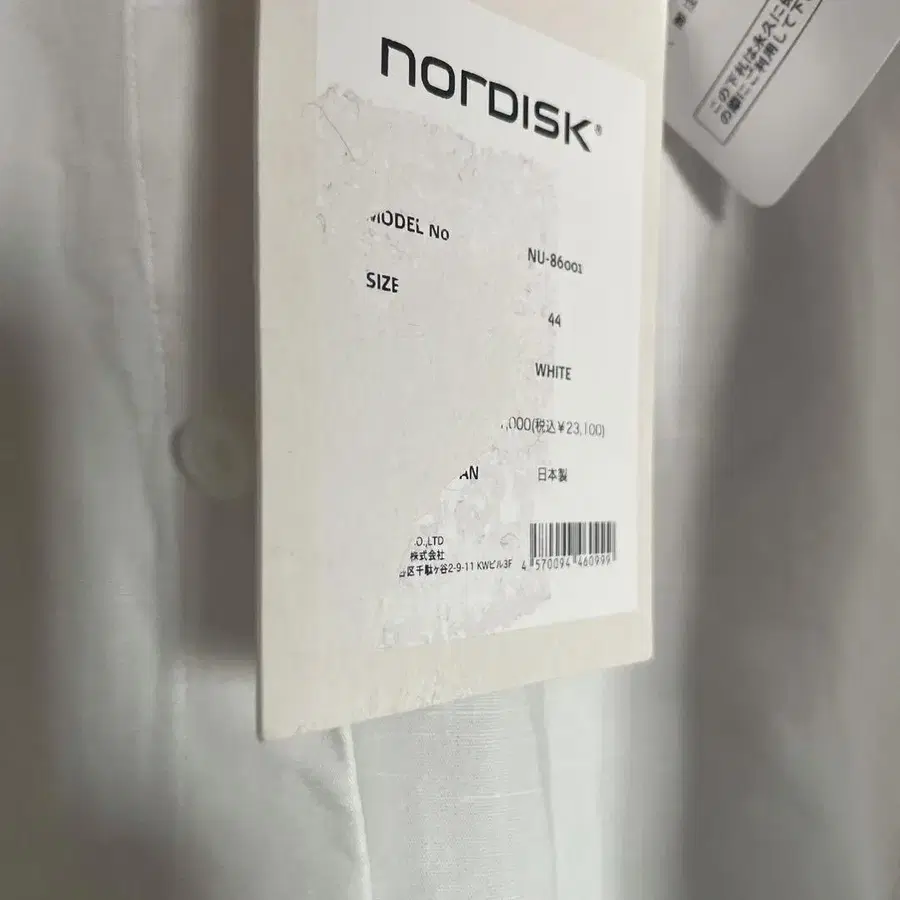 nordisk®
MODEL No
NU-86001
SIZE
44
WHITE
,000(税込¥23,100)
AN
日本製
O.,LTD
株式会社
区千駄ヶ谷2-9-11 KWビル3F
4 570094 460999
この下札は永久に
の際にご利用して下